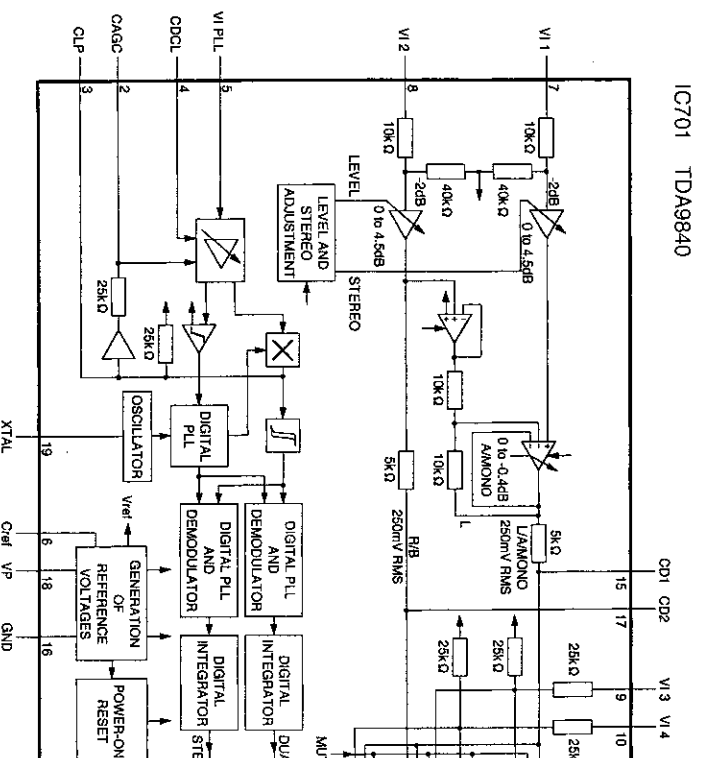 IC701 TDA9840
VI 1
VI 2
VI PLL
CDCL
CAGC
CLP
7
8
5
4
2
3
10kΩ
10kΩ
40kΩ
40kΩ
-2dB
-2dB
0 to 4.5dB
0 to 4.5dB
LEVEL
LEVEL AND
STEREO
ADJUSTMENT
STEREO
25kΩ
25kΩ
10kΩ
10kΩ
0 to -0.4dB
A/MONO
L
5kΩ
L/A/MONO
250mV RMS
5kΩ
R/B
250mV RMS
OSCILLATOR
DIGITAL
PLL
DIGITAL PLL
AND
DEMODULATOR
DIGITAL PLL
AND
DEMODULATOR
DIGITAL
INTEGRATOR
DIGITAL
INTEGRATOR
Vref
GENERATION
OF
REFERENCE
VOLTAGES
POWER-ON
RESET
XTAL
19
Cref
6
VP
18
GND
16
CD1
15
CD2
17
VI 3
9
VI 4
10
25kΩ
25kΩ
25kΩ
25k
STE
DUA
MU